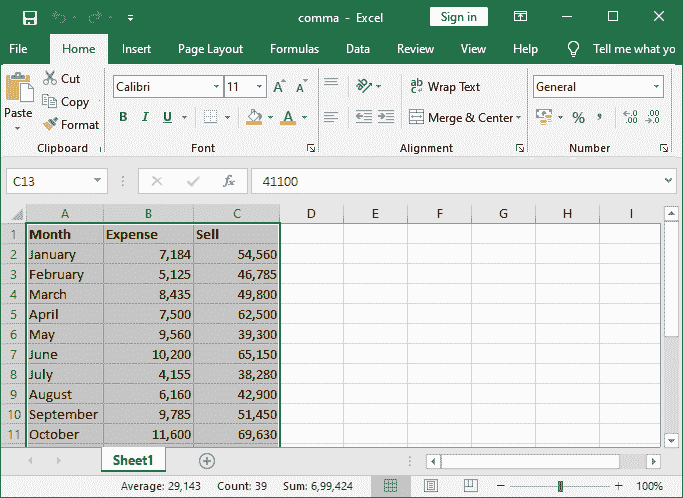 comma - Excel Sign in
File Home Insert Page Layout Formulas Data Review View Help Tell me what yo
Paste Cut Copy Format
Clipboard
Calibri 11 A A
B I U A
Font
ab c Wrap Text
Merge & Center
Alignment
General
% , .00 .00
Number
C13 fx 41100
A B C D E F G H I
1 Month Expense Sell
2 January 7,184 54,560
3 February 5,125 46,785
4 March 8,435 49,800
5 April 7,500 62,500
6 May 9,560 39,300
7 June 10,200 65,150
8 July 4,155 38,280
9 August 6,160 42,900
10 September 9,785 51,450
11 October 11,600 69,630
Sheet1
Average: 29,143 Count: 39 Sum: 6,99,424 100%